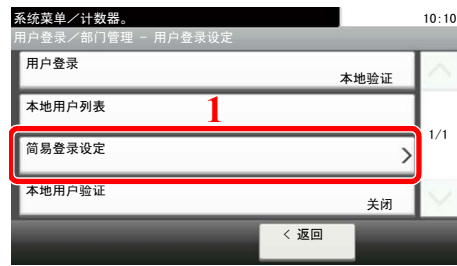 系统菜单／计数器。
10:10
用户登录／部门管理 - 用户登录设定
用户登录
本地验证
本地用户列表
1
1/1
简易登录设定
本地用户验证
关闭
< 返回